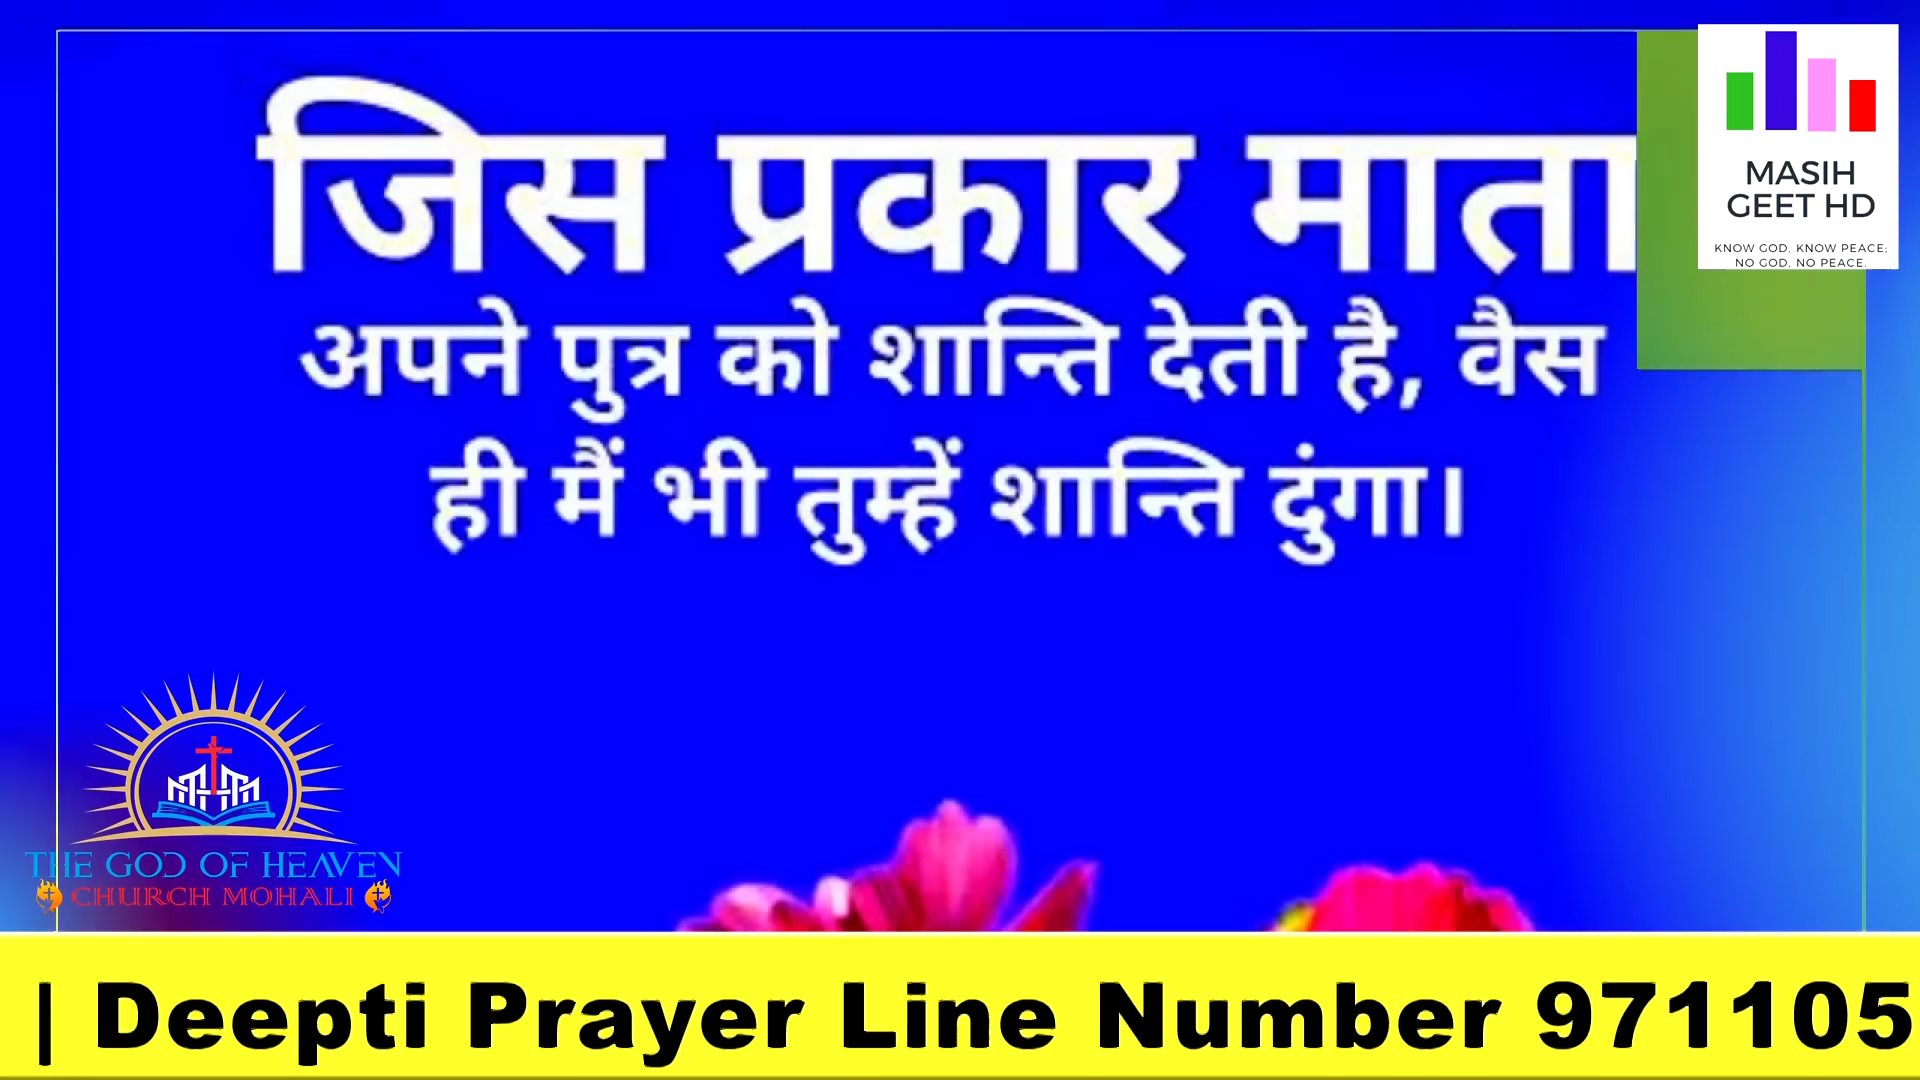 जिस प्रकार माता
अपने पुत्र को शान्ति देती है, वैस
ही मैं भी तुम्हें शान्ति दुंगा।
MASIH
GEET HD
KNOW GOD, KNOW PEACE;
NO GOD, NO PEACE.
THE GOD OF HEAVEN
CHURCH MOHALI
| Deepti Prayer Line Number 971105